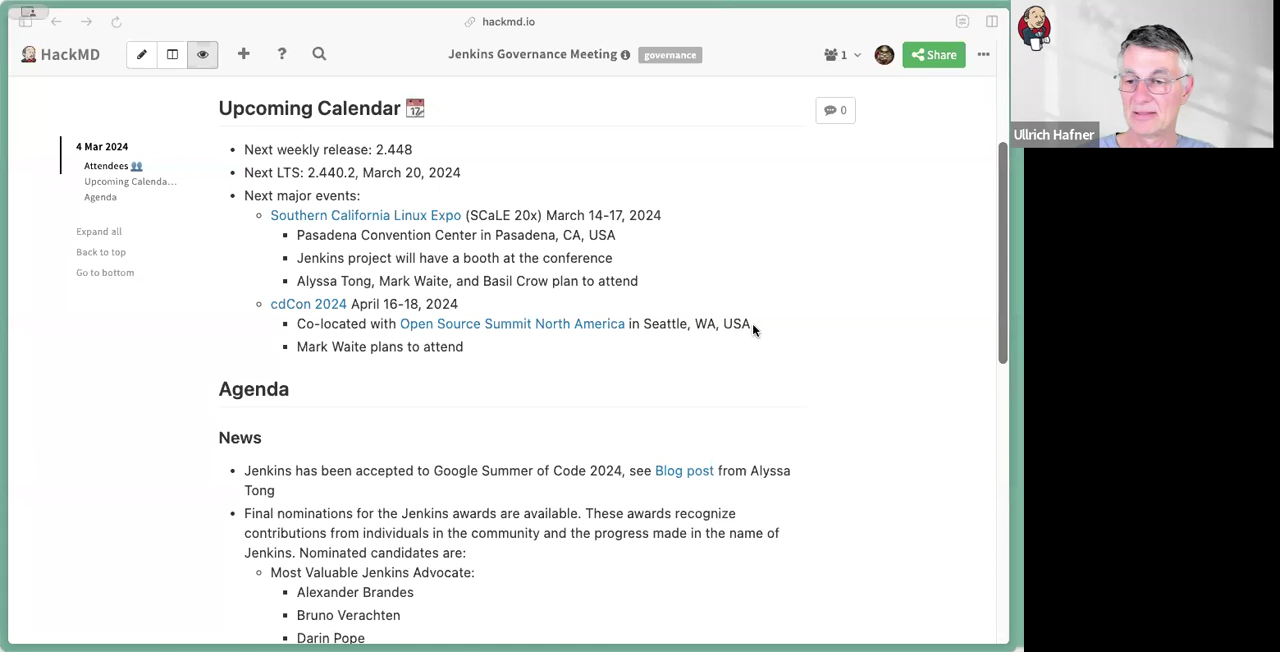 hackmd.io
HackMD
Jenkins Governance Meeting
governance
1
Share
Upcoming Calendar
0
4 Mar 2024
Attendees
Upcoming Calenda...
Agenda
Expand all
Back to top
Go to bottom
Next weekly release: 2.448
Next LTS: 2.440.2, March 20, 2024
Next major events:
Southern California Linux Expo (SCaLE 20x) March 14-17, 2024
Pasadena Convention Center in Pasadena, CA, USA
Jenkins project will have a booth at the conference
Alyssa Tong, Mark Waite, and Basil Crow plan to attend
cdCon 2024 April 16-18, 2024
Co-located with Open Source Summit North America in Seattle, WA, USA
Mark Waite plans to attend
Agenda
News
Jenkins has been accepted to Google Summer of Code 2024, see Blog post from Alyssa
Tong
Final nominations for the Jenkins awards are available. These awards recognize
contributions from individuals in the community and the progress made in the name of
Jenkins. Nominated candidates are:
Most Valuable Jenkins Advocate:
Alexander Brandes
Bruno Verachten
Darin Pope
Ullrich Hafner